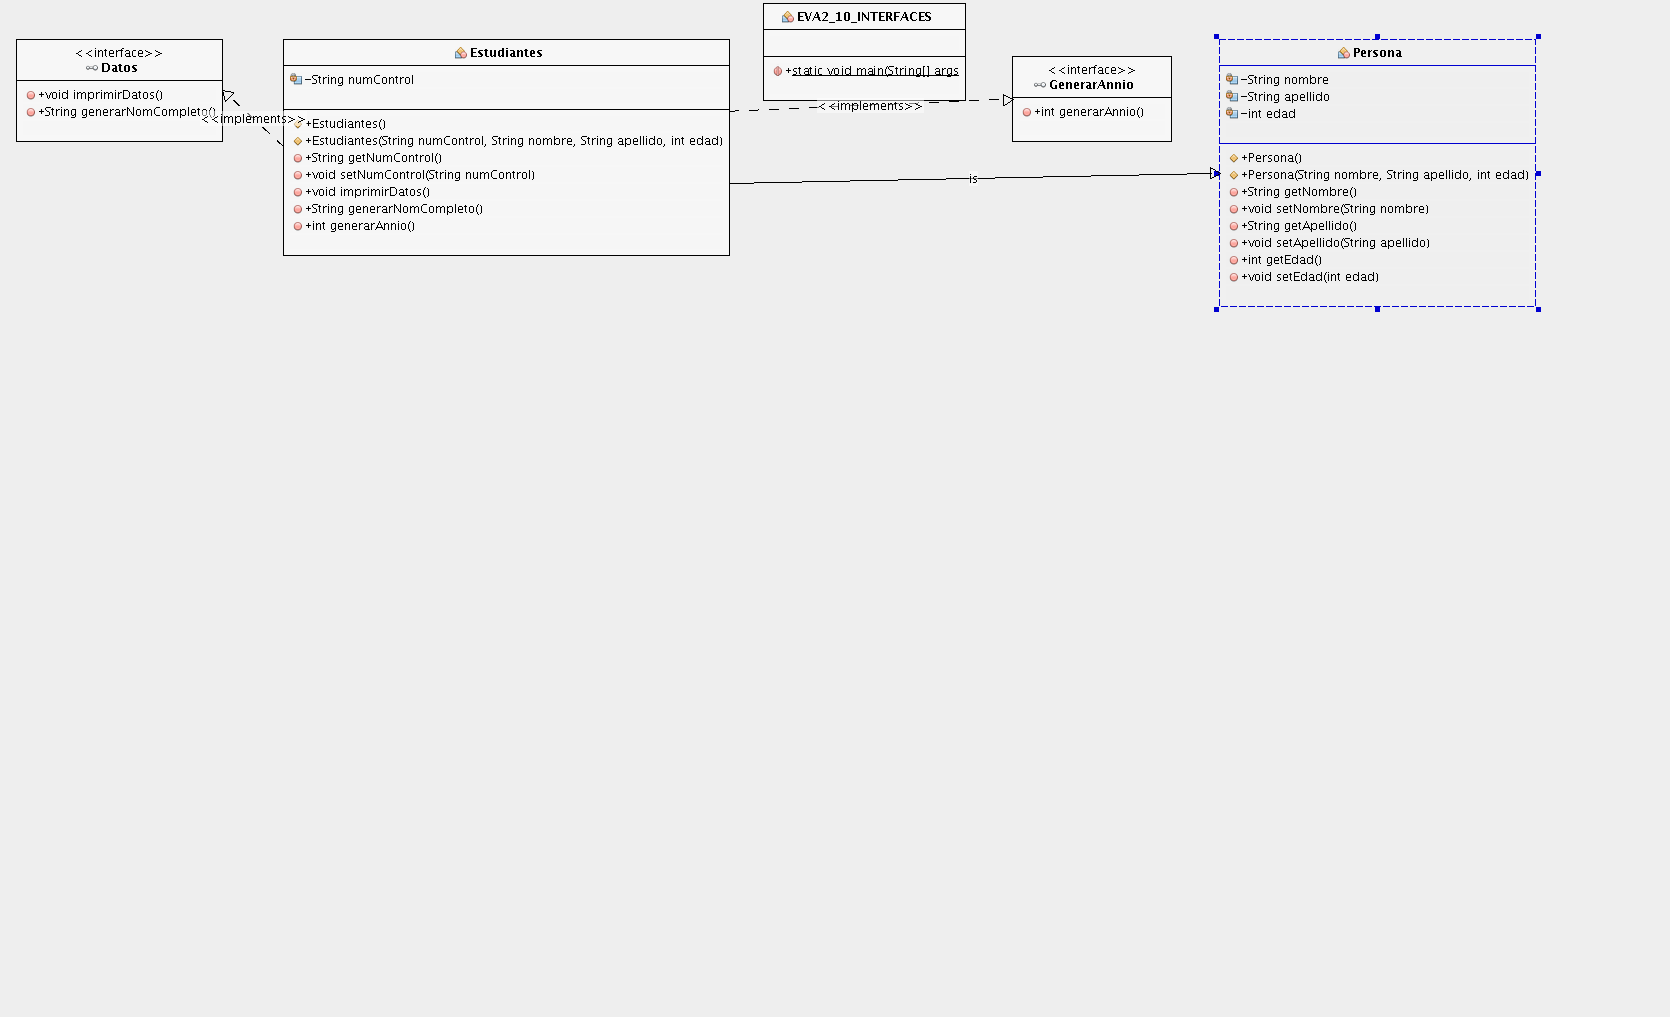 <<interface>>
Datos
+void imprimirDatos()
+String generarNomCompleto()
<<implements>>
Estudiantes
-String numControl
+Estudiantes()
+Estudiantes(String numControl, String nombre, String apellido, int edad)
+String getNumControl()
+void setNumControl(String numControl)
+void imprimirDatos()
+String generarNomCompleto()
+int generarAnnio()
EVA2_10_INTERFACES
+static void main(String[] args
<<implements>>
is
<<interface>>
GenerarAnnio
+int generarAnnio()
Persona
-String nombre
-String apellido
-int edad
+Persona()
+Persona(String nombre, String apellido, int edad)
+String getNombre()
+void setNombre(String nombre)
+String getApellido()
+void setApellido(String apellido)
+int getEdad()
+void setEdad(int edad)